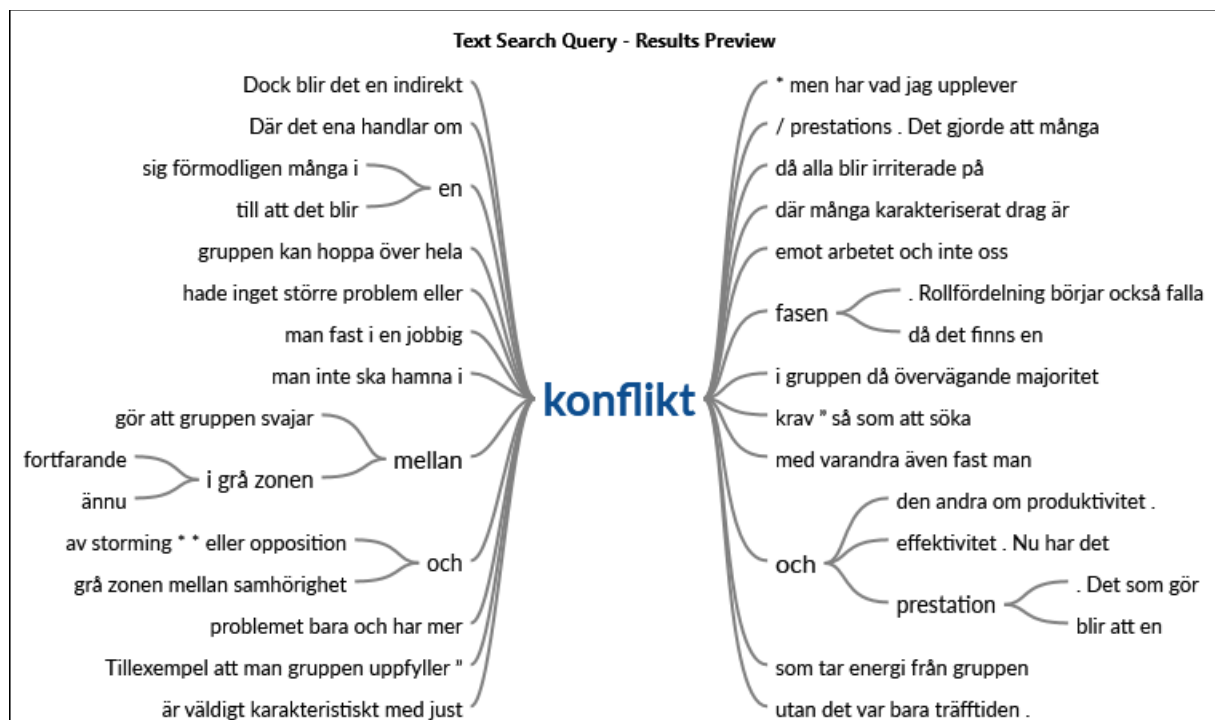 Text Search Query - Results Preview
Dock blir det en indirekt
Där det ena handlar om
sig förmodligen många i
till att det blir
en
gruppen kan hoppa över hela
hade inget större problem eller
man fast i en jobbig
man inte ska hamna i
gör att gruppen svajar
fortfarande
ännu
i grå zonen
mellan
av storming * * eller opposition
grå zonen mellan samhörighet
och
problemet bara och har mer
Tillexempel att man gruppen uppfyller ”
är väldigt karakteristiskt med just
konflikt
* men har vad jag upplever
/ prestations . Det gjorde att många
då alla blir irriterade på
där många karakteriserat drag är
emot arbetet och inte oss
fasen
. Rollfördelning börjar också falla
då det finns en
i gruppen då övervägande majoritet
krav ” så som att söka
med varandra även fast man
och
den andra om produktivitet .
effektivitet . Nu har det
prestation
. Det som gör
blir att en
som tar energi från gruppen
utan det var bara träfftiden .